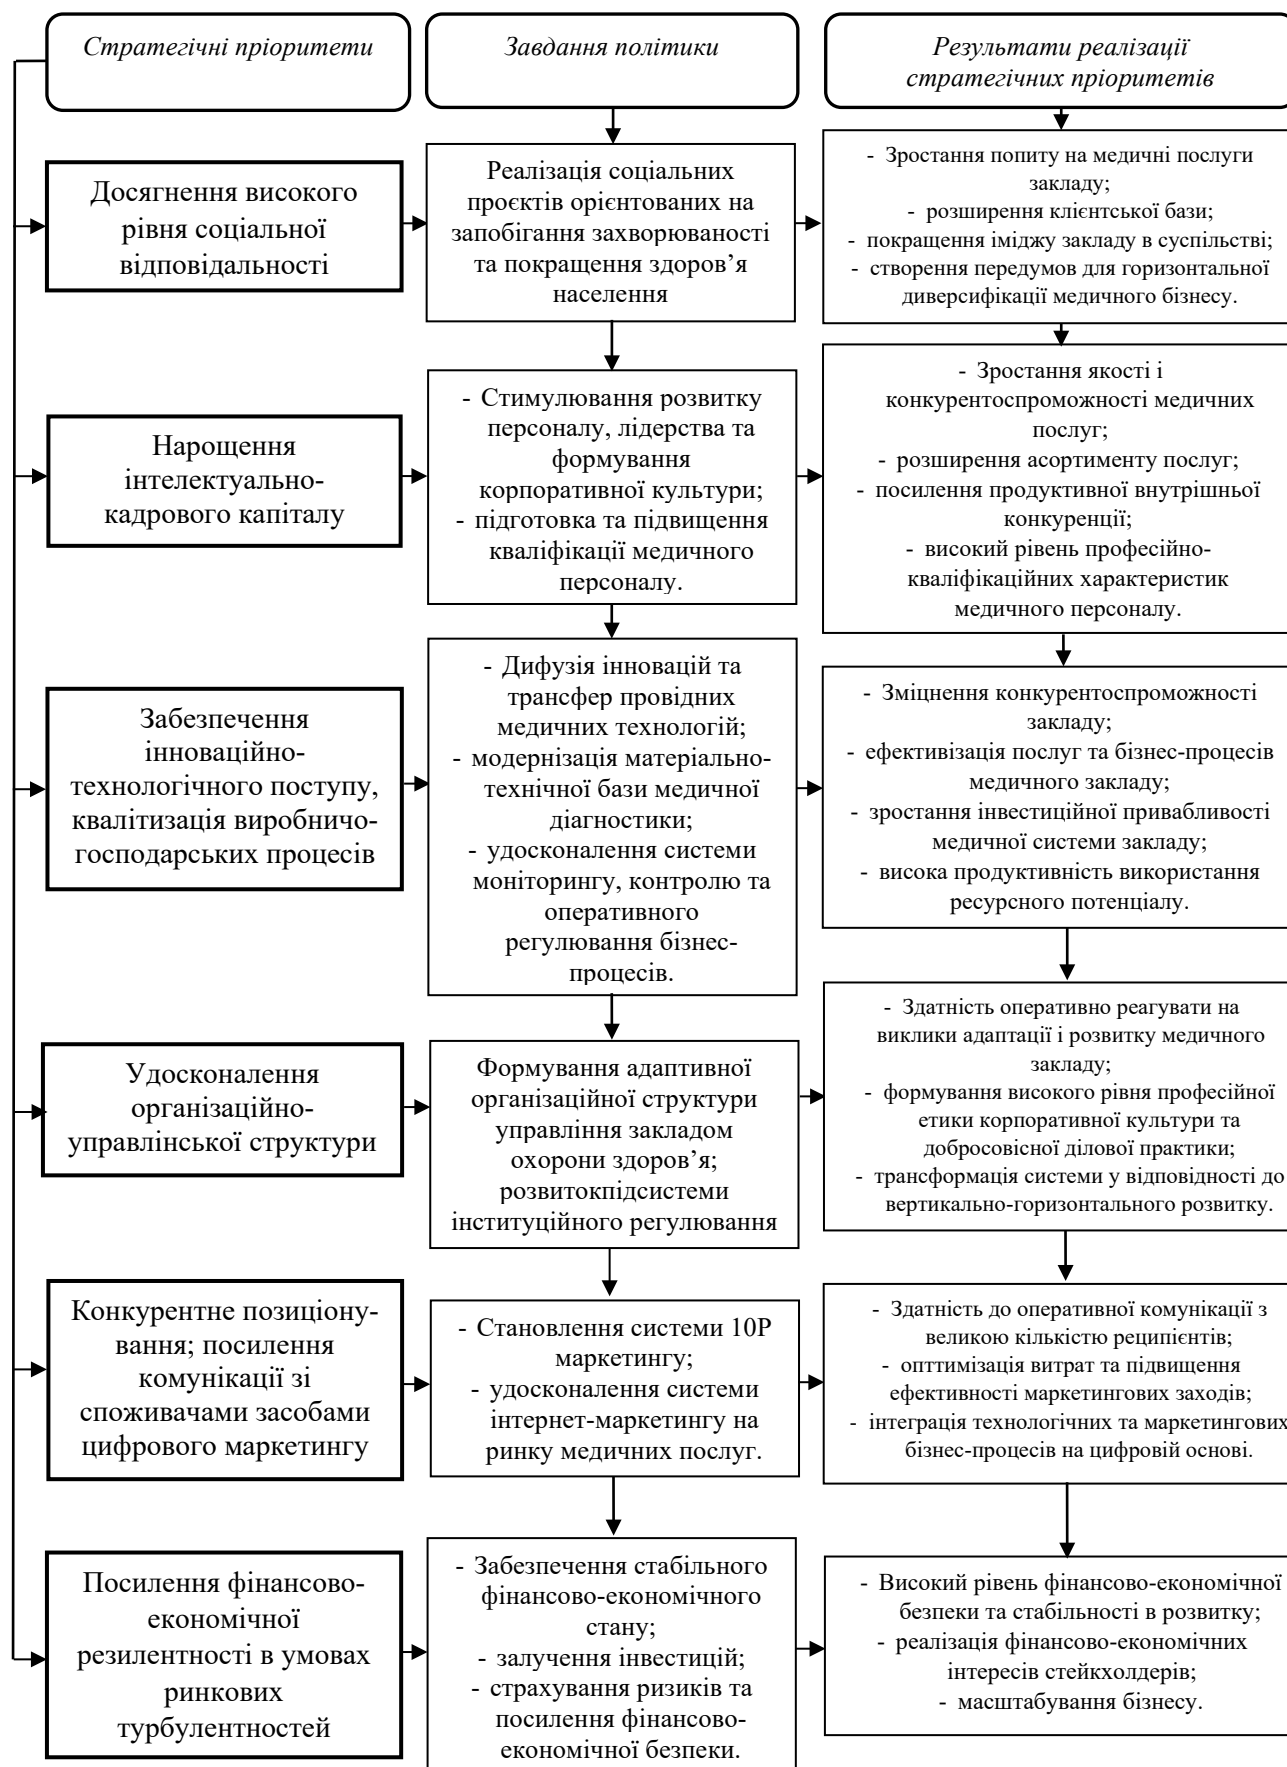 Стратегічні пріоритети
Завдання політики
Результати реалізації
стратегічних пріоритетів
Досягнення високого
рівня соціальної
відповідальності
Реалізація соціальних
проєктів орієнтованих на
запобігання захворюваності
та покращення здоров’я
населення
- Зростання попиту на медичні послуги
закладу;
- розширення клієнтської бази;
- покращення іміджу закладу в суспільстві;
- створення передумов для горизонтальної
диверсифікації медичного бізнесу.
Нарощення
інтелектуально-
кадрового капіталу
- Стимулювання розвитку
персоналу, лідерства та
формування
корпоративної культури;
- підготовка та підвищення
кваліфікації медичного
персоналу.
- Зростання якості і
конкурентоспроможності медичних
послуг;
- розширення асортименту послуг;
- посилення продуктивної внутрішньої
конкуренції;
- високий рівень професійно-
кваліфікаційних характеристик
медичного персоналу.
Забезпечення
інноваційно-
технологічного поступу,
квалітизація виробничо-
господарських процесів
- Дифузія інновацій та
трансфер провідних
медичних технологій;
- модернізація матеріально-
технічної бази медичної
діагностики;
- удосконалення системи
моніторингу, контролю та
оперативного
регулювання бізнес-
процесів.
- Зміцнення конкурентоспроможності
закладу;
- ефективізація послуг та бізнес-процесів
медичного закладу;
- зростання інвестиційної привабливості
медичної системи закладу;
- висока продуктивність використання
ресурсного потенціалу.
Удосконалення
організаційно-
управлінської структури
Формування адаптивної
організаційної структури
управління закладом
охорони здоров’я;
розвитокпідсистеми
інституційного регулювання
- Здатність оперативно реагувати на
виклики адаптації і розвитку медичного
закладу;
- формування високого рівня професійної
етики корпоративної культури та
добросовісної ділової практики;
- трансформація системи у відповідності до
вертикально-горизонтального розвитку.
Конкурентне позиціону-
вання; посилення
комунікації зі
споживачами засобами
цифрового маркетингу
- Становлення системи 10Р
маркетингу;
- удосконалення системи
інтернет-маркетингу на
ринку медичних послуг.
- Здатність до оперативної комунікації з
великою кількістю реципієнтів;
- опттимізація витрат та підвищення
ефективності маркетингових заходів;
- інтеграція технологічних та маркетингових
бізнес-процесів на цифровій основі.
Посилення фінансово-
економічної
резилентності в умовах
ринкових
турбулентностей
- Забезпечення стабільного
фінансово-економічного
стану;
- залучення інвестицій;
- страхування ризиків та
посилення фінансово-
економічної безпеки.
- Високий рівень фінансово-економічної
безпеки та стабільності в розвитку;
- реалізація фінансово-економічних
інтересів стейкхолдерів;
- масштабування бізнесу.